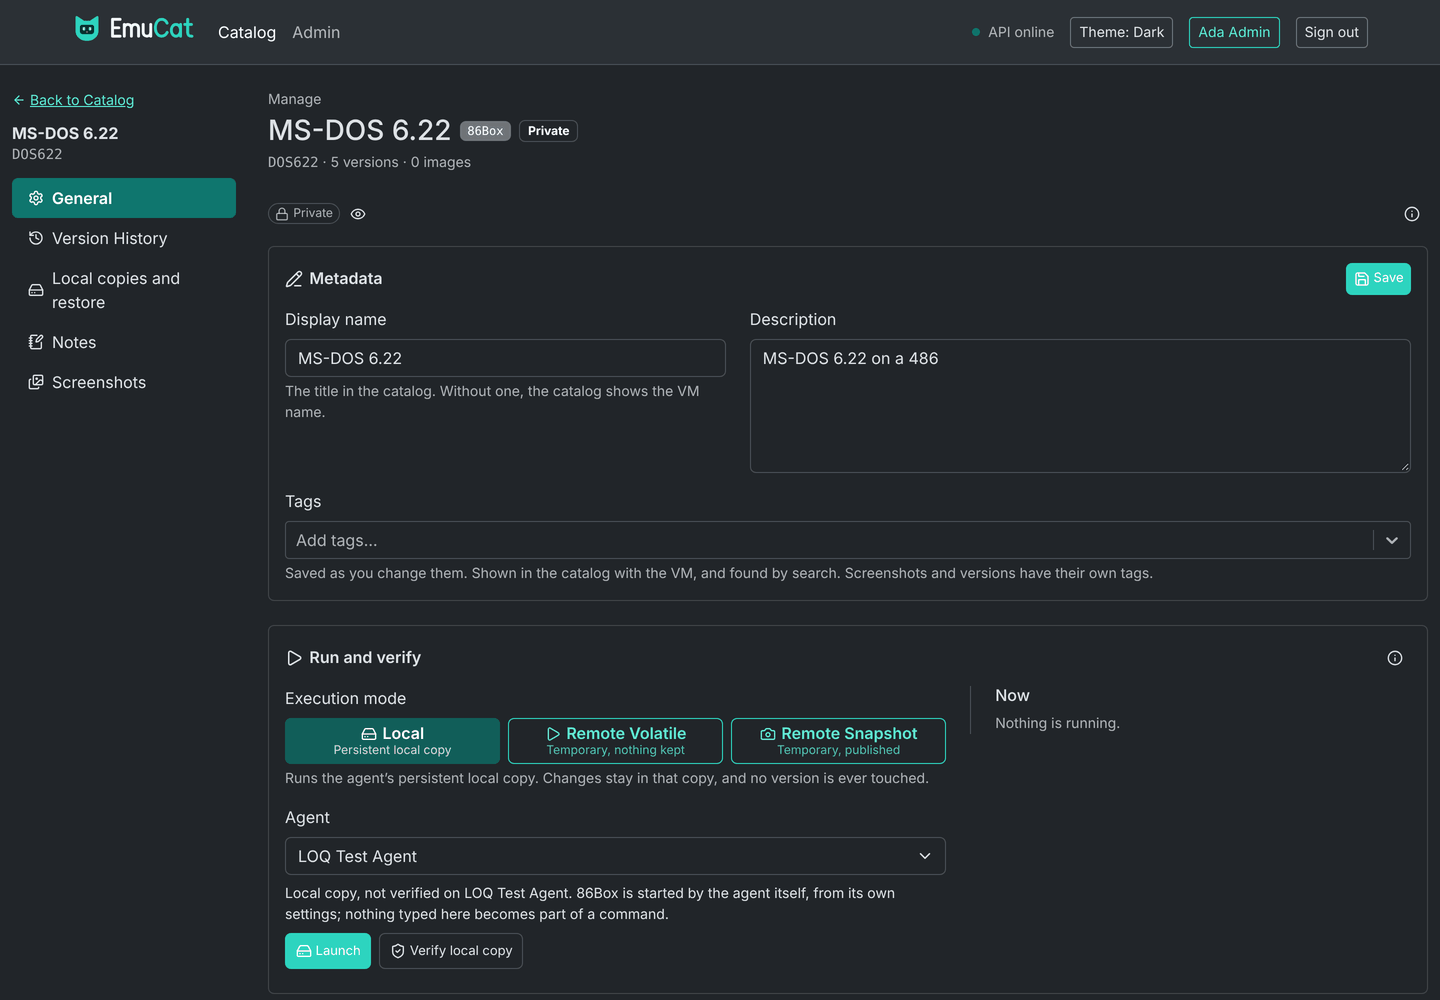 EmuCat
Catalog
Admin
API online
Theme: Dark
Ada Admin
Sign out
Back to Catalog
MS-DOS 6.22
DOS622
General
Version History
Local copies and
restore
Notes
Screenshots
Manage
MS-DOS 6.22
86Box
Private
DOS622 · 5 versions · 0 images
Private
Metadata
Save
Display name
MS-DOS 6.22
The title in the catalog. Without one, the catalog shows the VM
name.
Description
MS-DOS 6.22 on a 486
Tags
Add tags...
Saved as you change them. Shown in the catalog with the VM, and found by search. Screenshots and versions have their own tags.
Run and verify
Execution mode
Local
Persistent local copy
Remote Volatile
Temporary, nothing kept
Remote Snapshot
Temporary, published
Runs the agent's persistent local copy. Changes stay in that copy, and no version is ever touched.
Agent
LOQ Test Agent
Local copy, not verified on LOQ Test Agent. 86Box is started by the agent itself, from its own
settings; nothing typed here becomes part of a command.
Launch
Verify local copy
Now
Nothing is running.